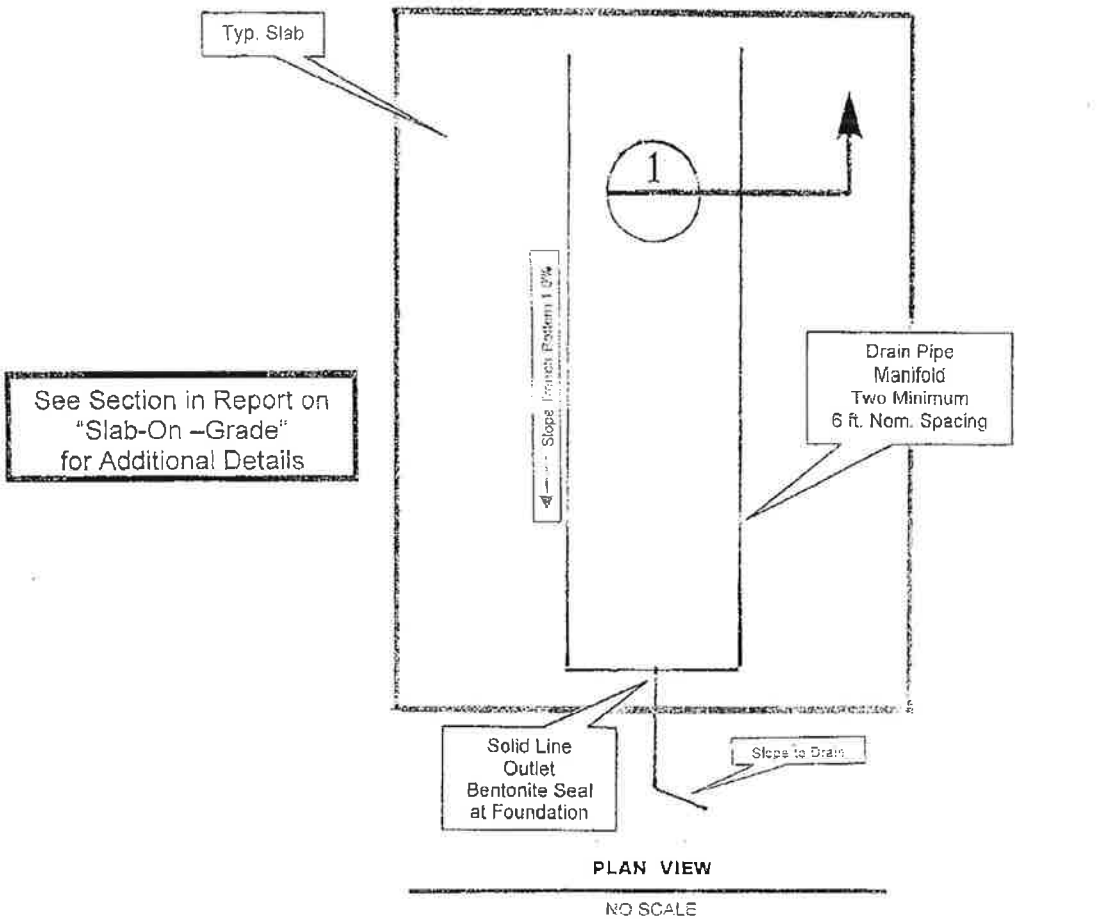 Typ. Slab
1
Slope Trench Bottom 1.0%
See Section in Report on
"Slab-On –Grade"
for Additional Details
Drain Pipe
Manifold
Two Minimum
6 ft. Nom. Spacing
Solid Line
Outlet
Bentonite Seal
at Foundation
Slope to Drain
PLAN VIEW
NO SCALE